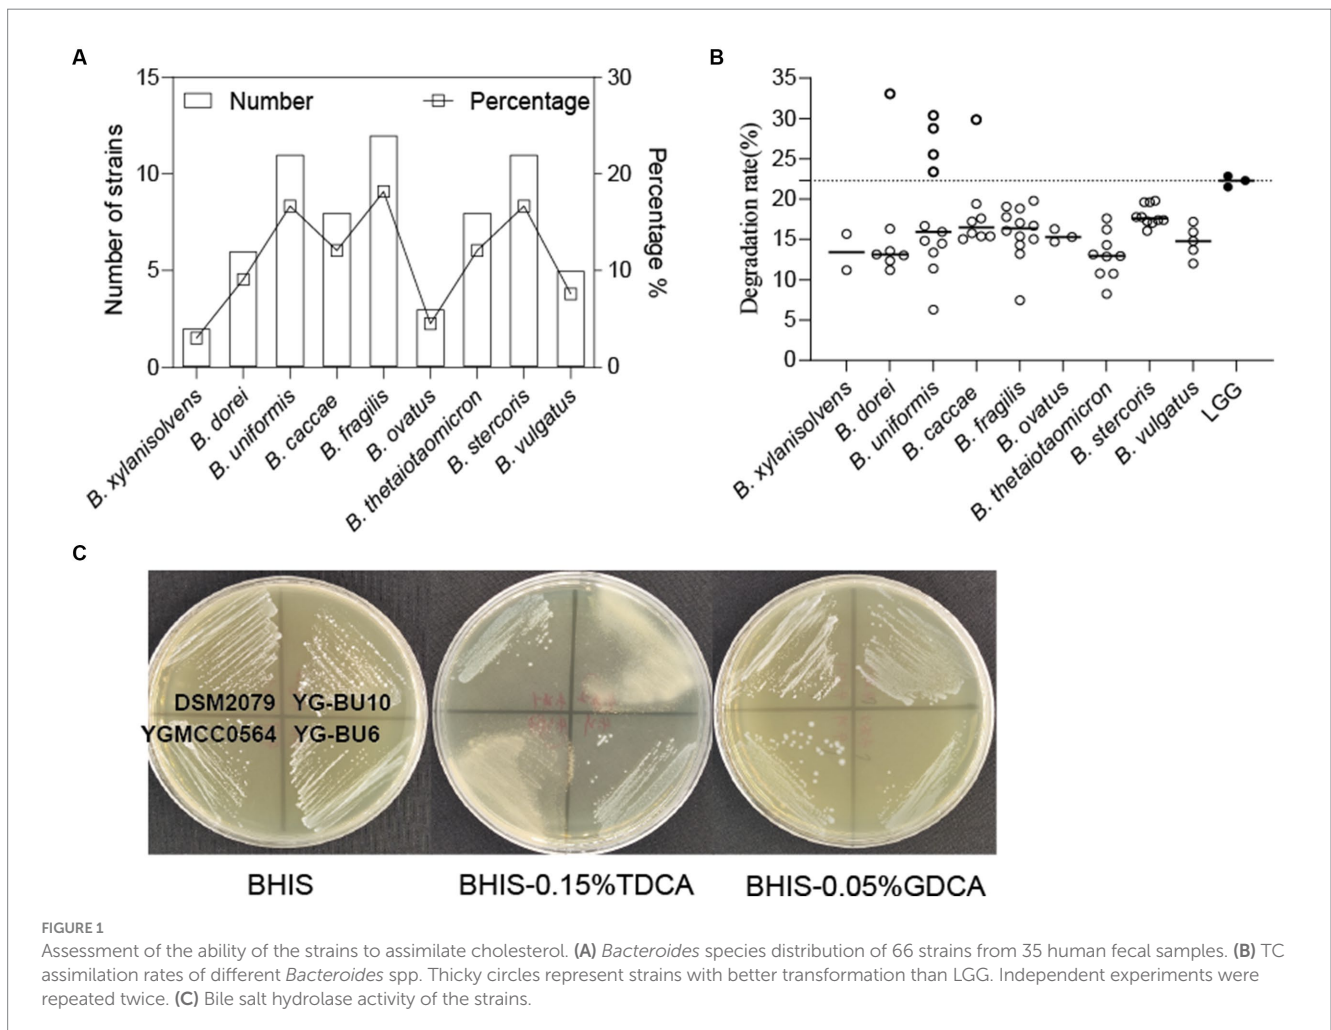 A
15
10
5
0
Number of strains
Number
Percentage
30
20
10
0
Percentage %
B. xylanisolvens
B. dorei
B. uniformis
B. caccae
B. fragilis
B. ovatus
B. thetaiotaomicron
B. stercoris
B. vulgatus
B
35
30
25
20
15
10
5
0
Degradation rate(%)
B. xylanisolvens
B. dorei
B. uniformis
B. caccae
B. fragilis
B. ovatus
B. thetaiotaomicron
B. stercoris
B. vulgatus
LGG
C
DSM2079 YG-BU10
YGMCC0564 YG-BU6
BHIS
BHIS-0.15%TDCA
BHIS-0.05%GDCA
FIGURE 1
Assessment of the ability of the strains to assimilate cholesterol. (A) Bacteroides species distribution of 66 strains from 35 human fecal samples. (B) TC
assimilation rates of different Bacteroides spp. Thicky circles represent strains with better transformation than LGG. Independent experiments were
repeated twice. (C) Bile salt hydrolase activity of the strains.